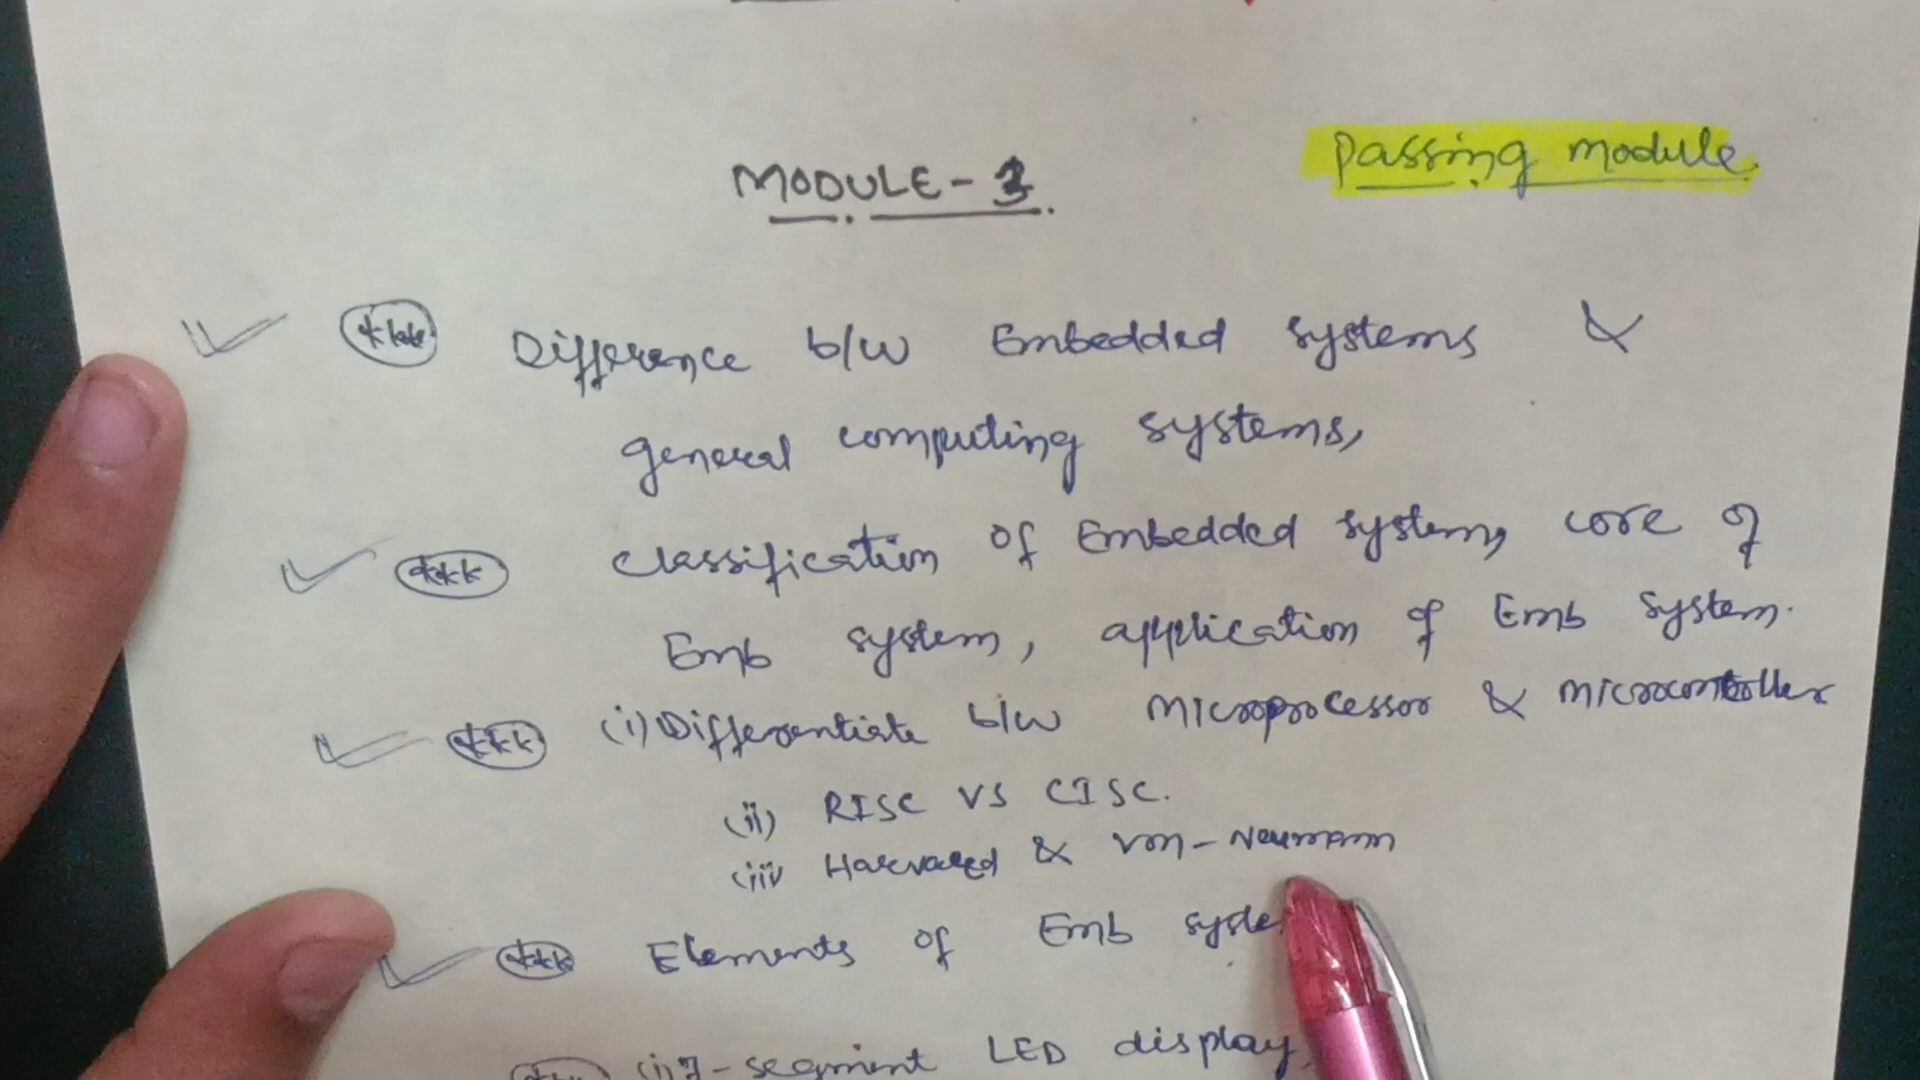 MODULE-3
Passing module.
*** Difference b/w Embedded systems &
general computing systems,
*** classification of Embedded system, core of
Emb system, application of Emb system.
*** (i) Differentiate b/w Microprocessor & microcontroller
(ii) RISC VS CISC.
(iii) Harvard & Von-Neumann
*** Elements of Emb syste
(i) 7-segment LED display,